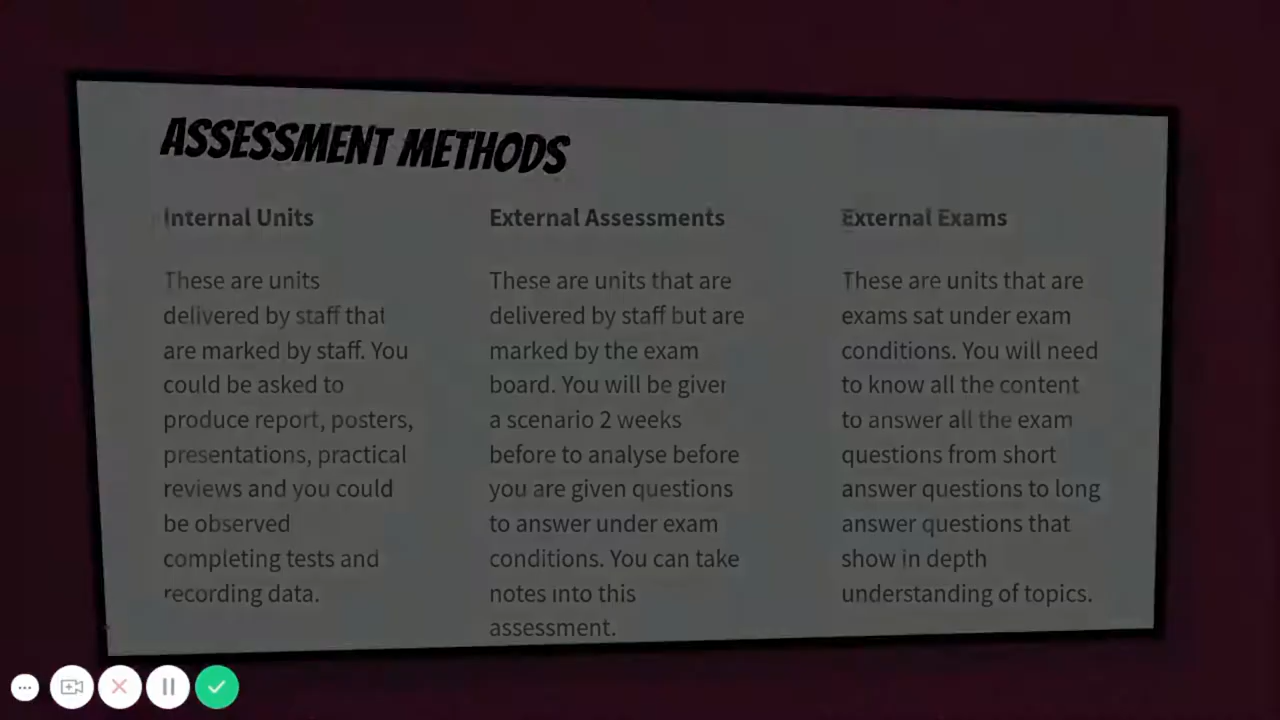 ASSESSMENT METHODS
Internal Units
These are units
delivered by staff that
are marked by staff. You
could be asked to
produce report, posters,
presentations, practical
reviews and you could
be observed
completing tests and
recording data.
External Assessments
These are units that are
delivered by staff but are
marked by the exam
board. You will be given
a scenario 2 weeks
before to analyse before
you are given questions
to answer under exam
conditions. You can take
notes into this
assessment.
External Exams
These are units that are
exams sat under exam
conditions. You will need
to know all the content
to answer all the exam
questions from short
answer questions to long
answer questions that
show in depth
understanding of topics.